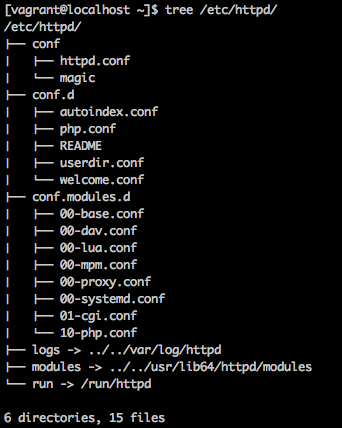 [vagrant@localhost ~]$ tree /etc/httpd/
/etc/httpd/
├── conf
│   ├── httpd.conf
│   └── magic
├── conf.d
│   ├── autoindex.conf
│   ├── php.conf
│   ├── README
│   ├── userdir.conf
│   └── welcome.conf
├── conf.modules.d
│   ├── 00-base.conf
│   ├── 00-dav.conf
│   ├── 00-lua.conf
│   ├── 00-mpm.conf
│   ├── 00-proxy.conf
│   ├── 00-systemd.conf
│   ├── 01-cgi.conf
│   └── 10-php.conf
├── logs -> ../../var/log/httpd
├── modules -> ../../usr/lib64/httpd/modules
└── run -> /run/httpd
6 directories, 15 files